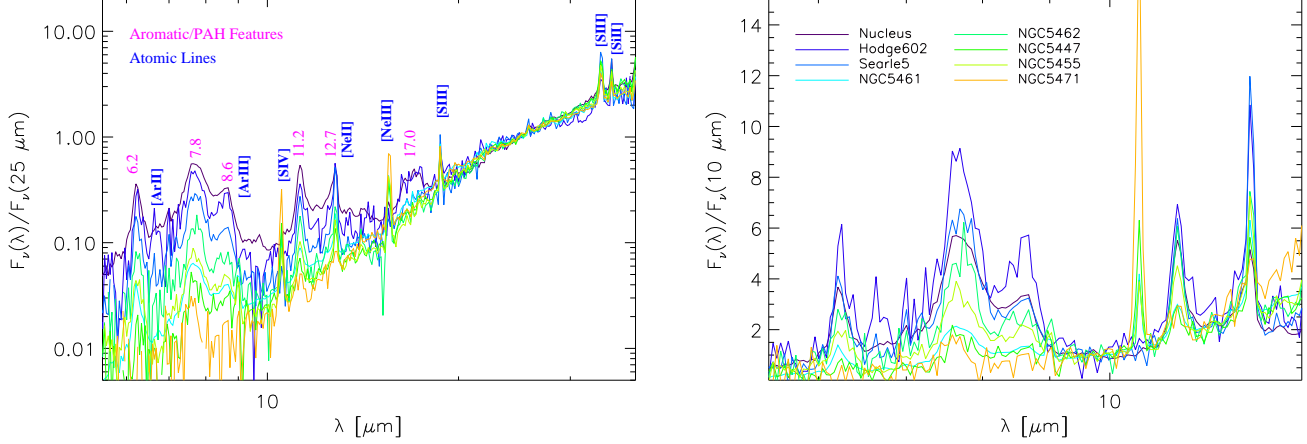 10.00
1.00
0.10
0.01
Fν(λ)/Fν(25 μm)
Aromatic/PAH Features
Atomic Lines
6.2
[ArII]
7.8
8.6
[ArIII]
[SIV]
11.2
12.7
[NeII]
[NeIII]
17.0
[SIII]
[SIII]
[SiII]
10
λ [μm]
14
12
10
8
6
4
2
Fν(λ)/Fν(10 μm)
Nucleus
Hodge602
Searle5
NGC5461
NGC5462
NGC5447
NGC5455
NGC5471
10
λ [μm]